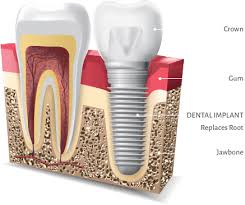 Crown
Gum
DENTAL IMPLANT
Replaces Root
Jawbone